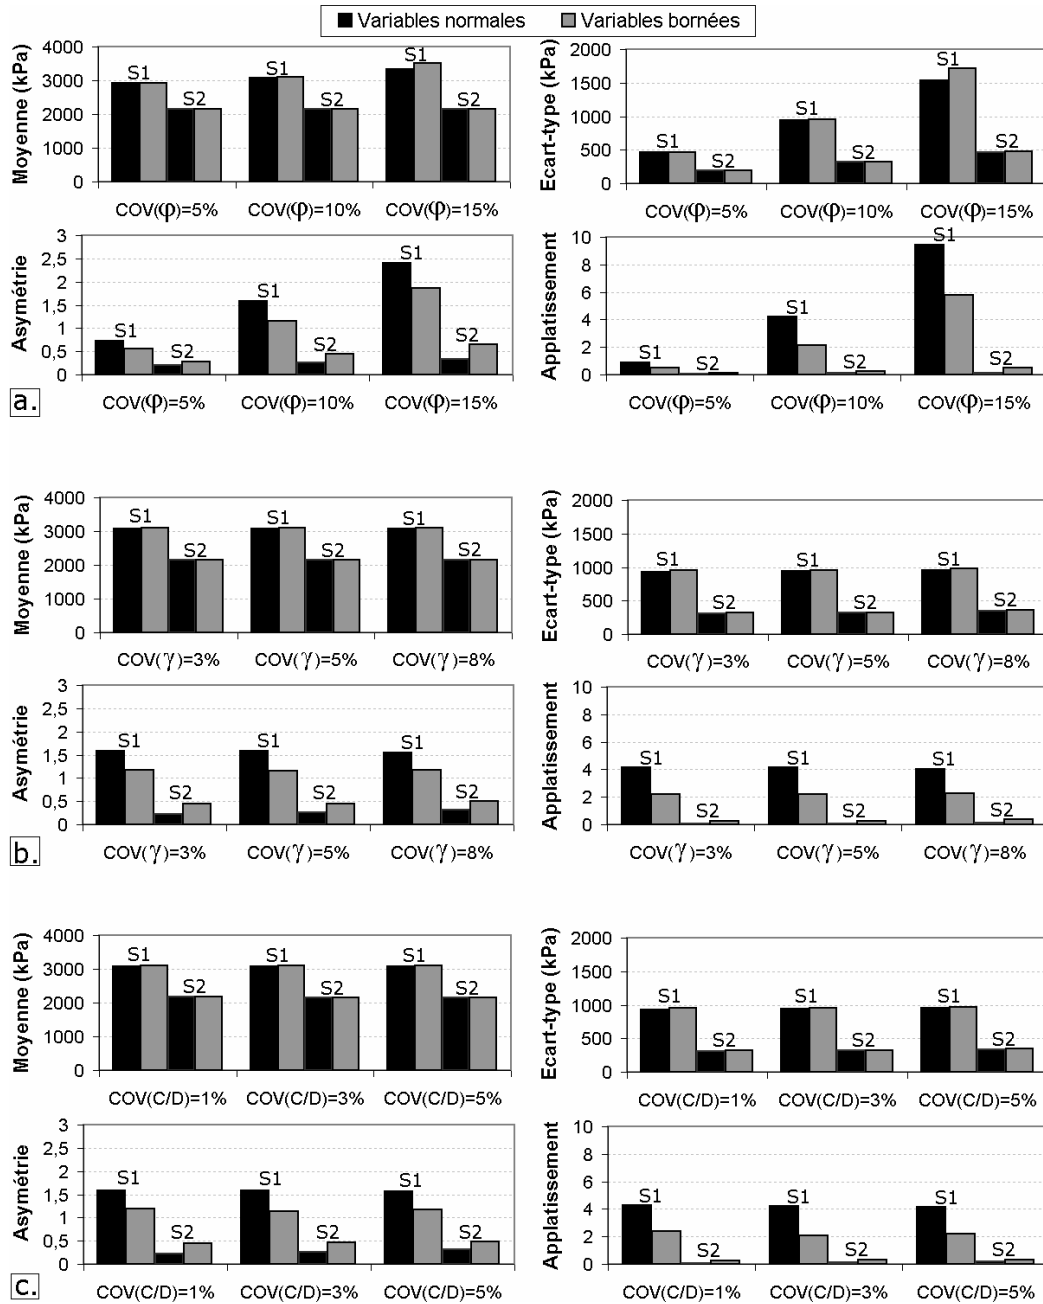 Variables normales Variables bornées
Moyenne (kPa)
4000
3000
2000
1000
0
S1 S2 S1 S2 S1 S2
COV(φ)=5% COV(φ)=10% COV(φ)=15%
Ecart-type (kPa)
2000
1500
1000
500
0
S1 S2 S1 S2 S1 S2
COV(φ)=5% COV(φ)=10% COV(φ)=15%
Asymétrie
3
2,5
2
1,5
1
0,5
0
S1 S2 S1 S2 S1 S2
COV(φ)=5% COV(φ)=10% COV(φ)=15%
Applatissement
10
8
6
4
2
0
S1 S2 S1 S2 S1 S2
COV(φ)=5% COV(φ)=10% COV(φ)=15%
a.
Moyenne (kPa)
4000
3000
2000
1000
0
S1 S2 S1 S2 S1 S2
COV(γ)=3% COV(γ)=5% COV(γ)=8%
Ecart-type (kPa)
2000
1500
1000
500
0
S1 S2 S1 S2 S1 S2
COV(γ)=3% COV(γ)=5% COV(γ)=8%
Asymétrie
3
2,5
2
1,5
1
0,5
0
S1 S2 S1 S2 S1 S2
COV(γ)=3% COV(γ)=5% COV(γ)=8%
Applatissement
10
8
6
4
2
0
S1 S2 S1 S2 S1 S2
COV(γ)=3% COV(γ)=5% COV(γ)=8%
b.
Moyenne (kPa)
4000
3000
2000
1000
0
S1 S2 S1 S2 S1 S2
COV(C/D)=1% COV(C/D)=3% COV(C/D)=5%
Ecart-type (kPa)
2000
1500
1000
500
0
S1 S2 S1 S2 S1 S2
COV(C/D)=1% COV(C/D)=3% COV(C/D)=5%
Asymétrie
3
2,5
2
1,5
1
0,5
0
S1 S2 S1 S2 S1 S2
COV(C/D)=1% COV(C/D)=3% COV(C/D)=5%
Applatissement
10
8
6
4
2
0
S1 S2 S1 S2 S1 S2
COV(C/D)=1% COV(C/D)=3% COV(C/D)=5%
c.